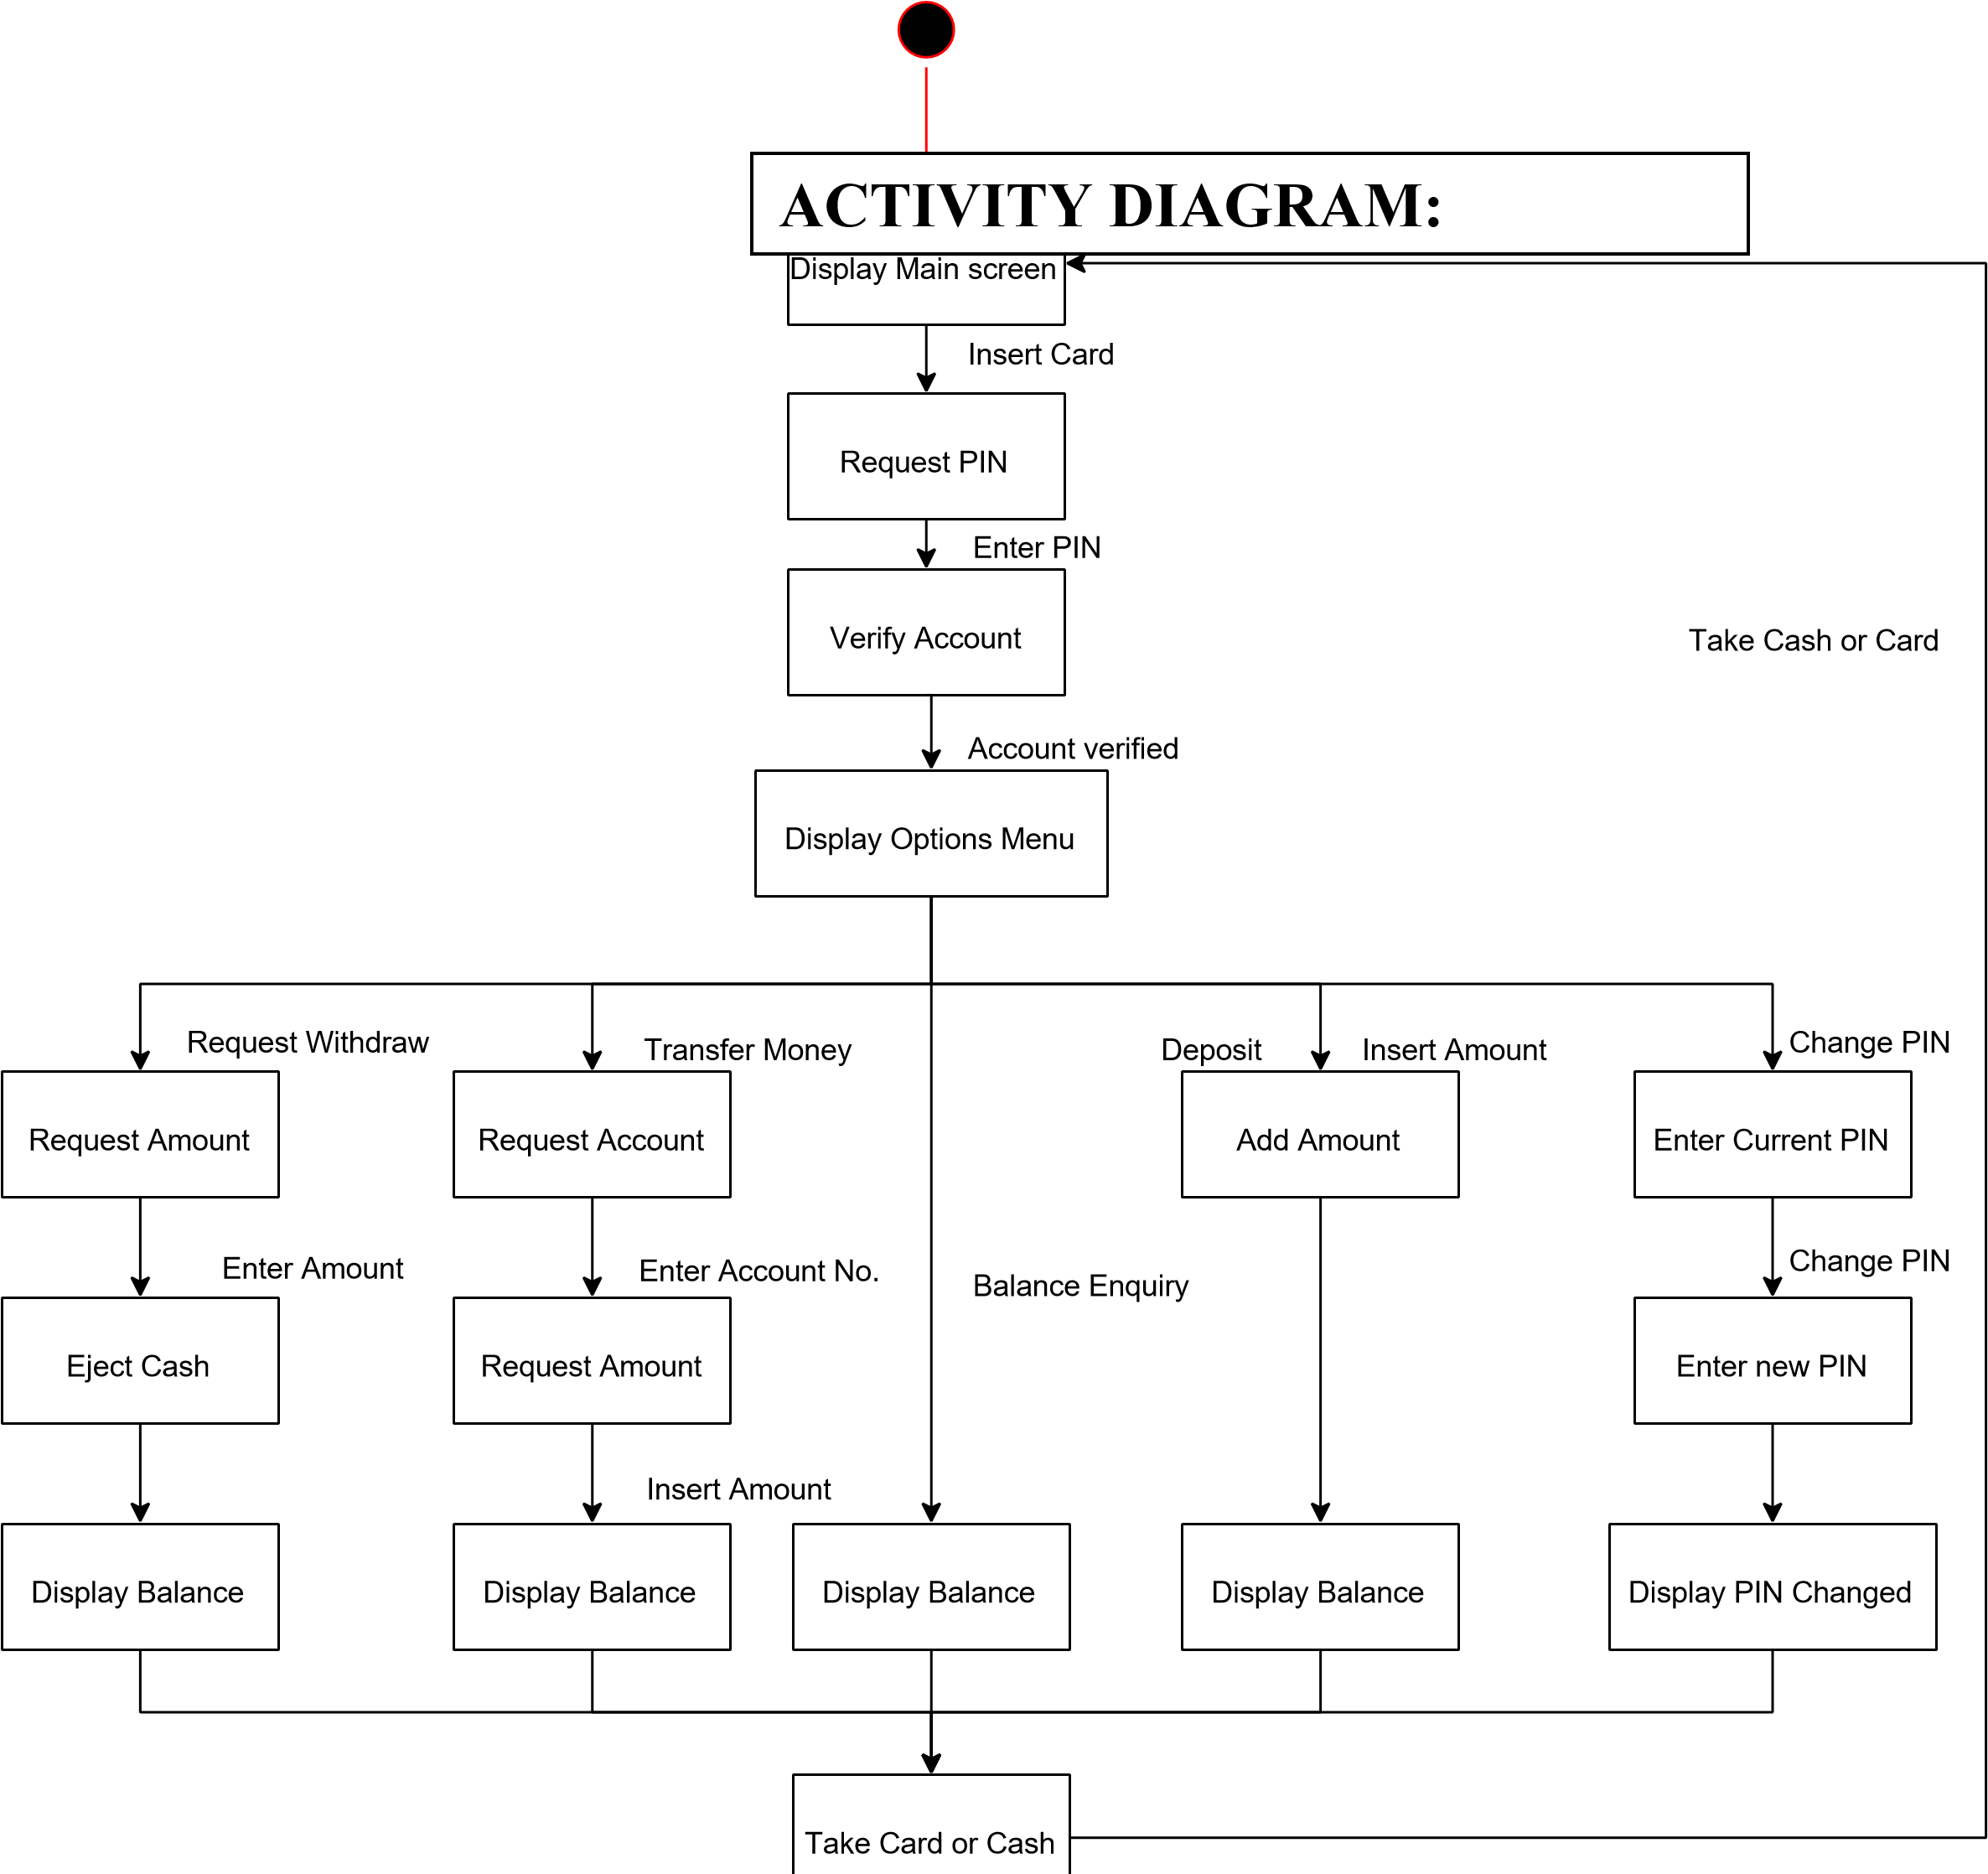 ACTIVITY DIAGRAM:
Display Main screen
Insert Card
Request PIN
Enter PIN
Verify Account
Take Cash or Card
Account verified
Display Options Menu
Request Withdraw
Transfer Money
Deposit
Insert Amount
Change PIN
Request Amount
Request Account
Add Amount
Enter Current PIN
Enter Amount
Enter Account No.
Balance Enquiry
Change PIN
Eject Cash
Request Amount
Enter new PIN
Insert Amount
Display Balance
Display Balance
Display Balance
Display Balance
Display PIN Changed
Take Card or Cash